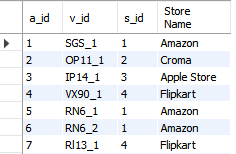 a_id v_id s_id Store Name
1 SGS_1 1 Amazon
2 OP11_1 2 Croma
3 IP14_1 3 Apple Store
4 VX90_1 4 Flipkart
5 RN6_1 1 Amazon
6 RN6_2 1 Amazon
7 Rl13_1 4 Flipkart